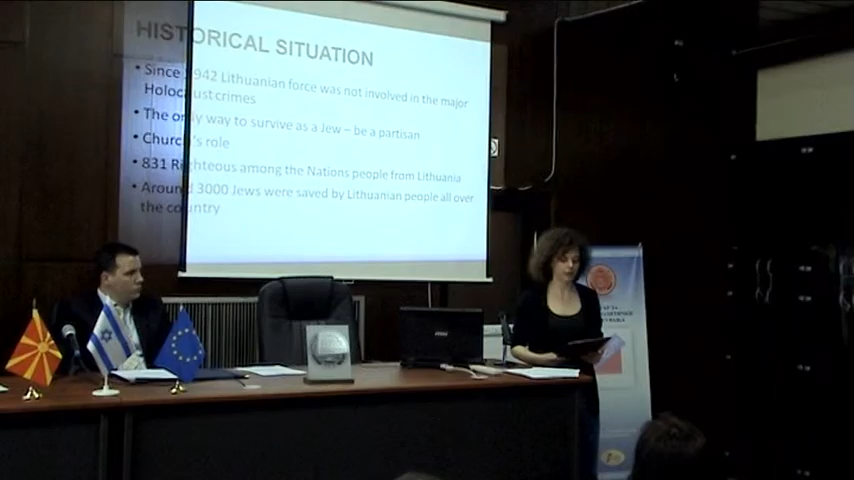 HISTORICAL SITUATION
• Since 1942 Lithuanian force was not involved in the major
Holocaust crimes
• The only way to survive as a Jew – be a partisan
• Church's role
• 831 Righteous among the Nations people from Lithuania
• Around 3000 Jews were saved by Lithuanian people all over
the country
msi